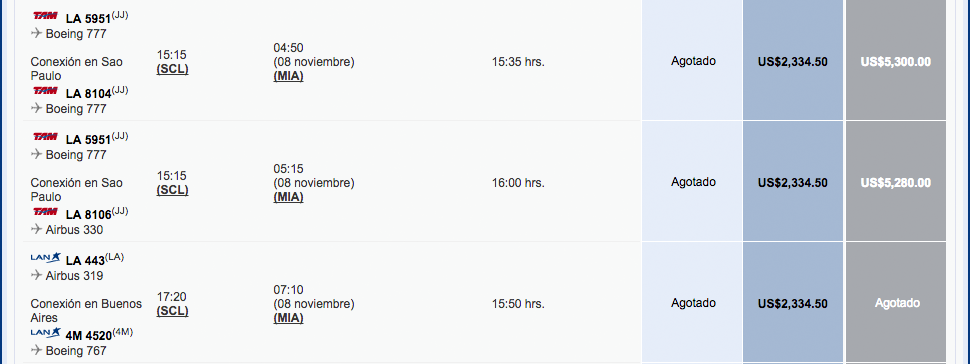 TAM LA 5951(JJ)
Boeing 777
Conexión en Sao
Paulo
TAM LA 8104(JJ)
Boeing 777
15:15
(SCL)
04:50
(08 noviembre)
(MIA)
15:35 hrs.
Agotado
US$2,334.50
US$5,300.00
TAM LA 5951(JJ)
Boeing 777
Conexión en Sao
Paulo
TAM LA 8106(JJ)
Airbus 330
15:15
(SCL)
05:15
(08 noviembre)
(MIA)
16:00 hrs.
Agotado
US$2,334.50
US$5,280.00
LAN LA 443(LA)
Airbus 319
Conexión en Buenos
Aires
LAN 4M 4520(4M)
Boeing 767
17:20
(SCL)
07:10
(08 noviembre)
(MIA)
15:50 hrs.
Agotado
US$2,334.50
Agotado